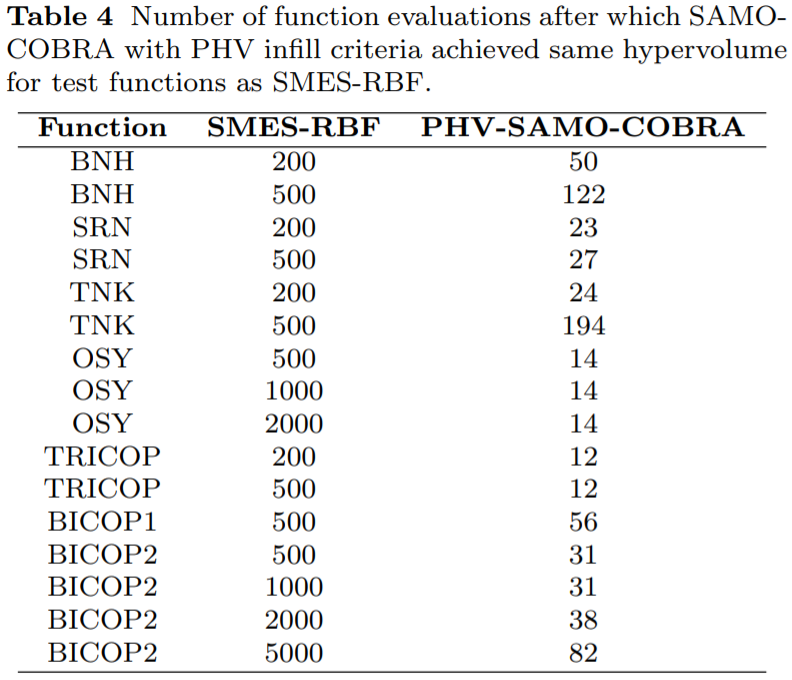 Table 4 Number of function evaluations after which SAMO-
COBRA with PHV infill criteria achieved same hypervolume
for test functions as SMES-RBF.
Function SMES-RBF PHV-SAMO-COBRA
BNH 200 50
BNH 500 122
SRN 200 23
SRN 500 27
TNK 200 24
TNK 500 194
OSY 500 14
OSY 1000 14
OSY 2000 14
TRICOP 200 12
TRICOP 500 12
BICOP1 500 56
BICOP2 500 31
BICOP2 1000 31
BICOP2 2000 38
BICOP2 5000 82